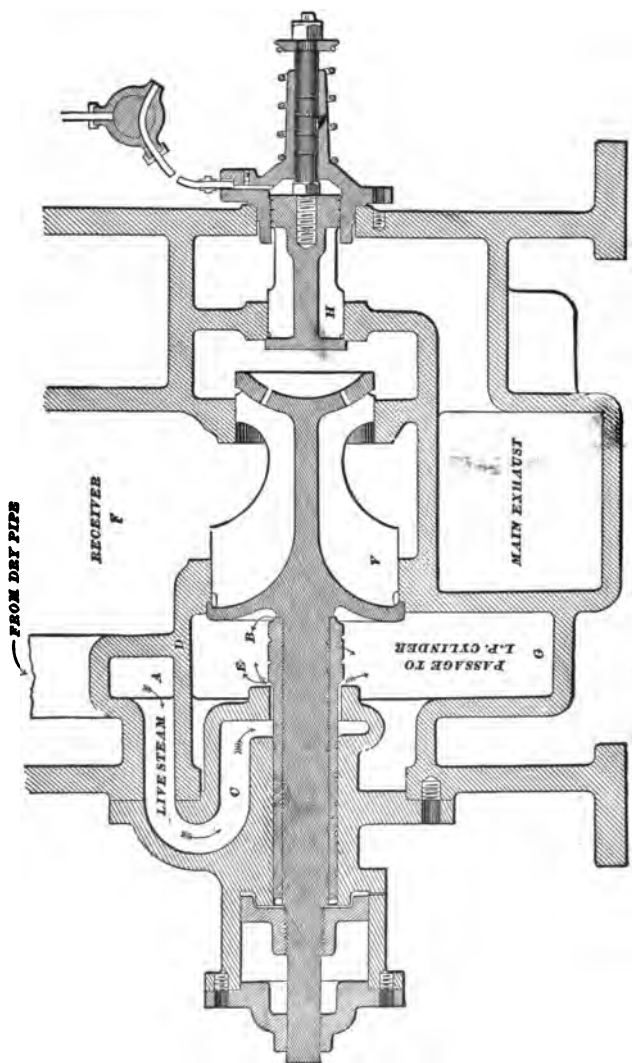 FROM DRY PIPE
RECEIVER
F
H
MAIN EXHAUST
V
D
B
E
A
PASSAGE TO
L.P. CYLINDER
G
LIVE STEAM
C